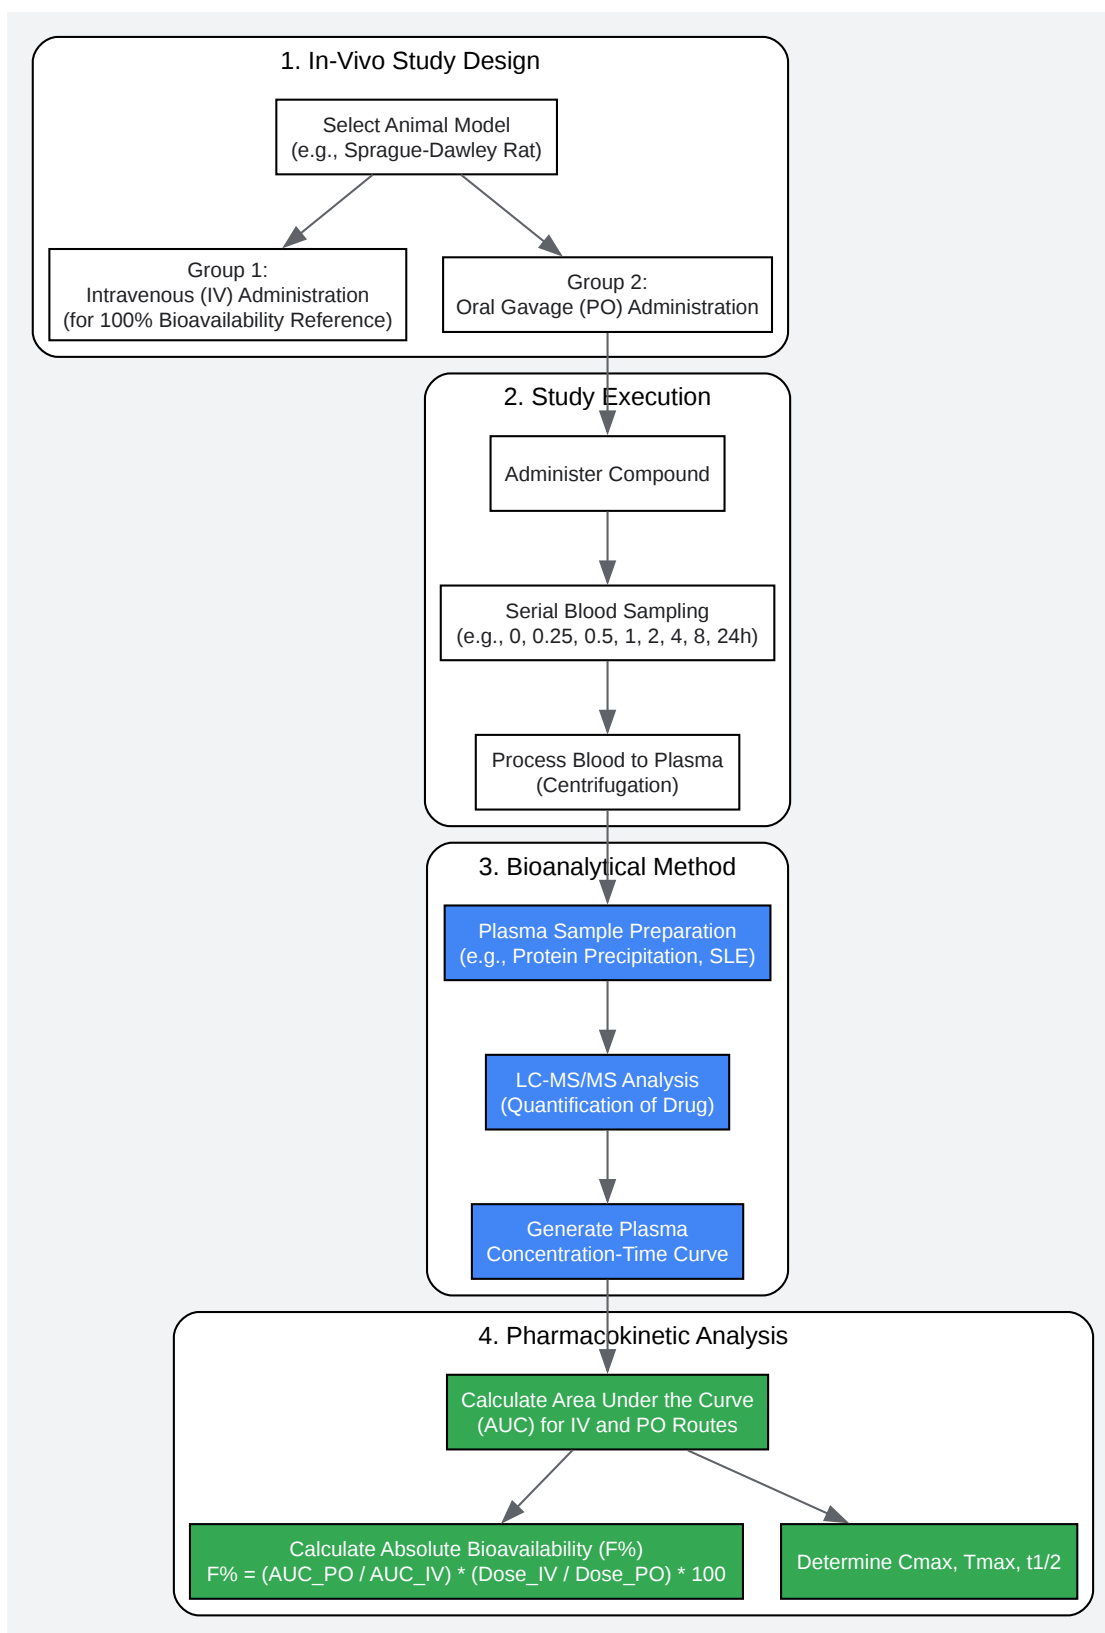 1. In-Vivo Study Design
Select Animal Model
(e.g., Sprague-Dawley Rat)
Group 1:
Intravenous (IV) Administration
(for 100% Bioavailability Reference)
Group 2:
Oral Gavage (PO) Administration
2. Study Execution
Administer Compound
Serial Blood Sampling
(e.g., 0, 0.25, 0.5, 1, 2, 4, 8, 24h)
Process Blood to Plasma
(Centrifugation)
3. Bioanalytical Method
Plasma Sample Preparation
(e.g., Protein Precipitation, SLE)
LC-MS/MS Analysis
(Quantification of Drug)
Generate Plasma
Concentration-Time Curve
4. Pharmacokinetic Analysis
Calculate Area Under the Curve
(AUC) for IV and PO Routes
Calculate Absolute Bioavailability (F%)
F% = (AUC_PO / AUC_IV) * (Dose_IV / Dose_PO) * 100
Determine Cmax, Tmax, t1/2